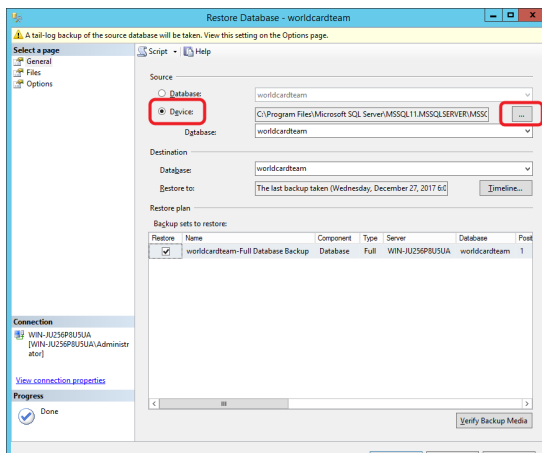 Restore Database - worldcardteam
A tail-log backup of the source database will be taken. View this setting on the Options page.
Select a page
General
Files
Options
Script
Help
Source
Database:
worldcardteam
Device:
C:\Program Files\Microsoft SQL Server\MSSQL11.MSSQLSERVER\MSSC
...
Database:
worldcardteam
Destination
Database:
worldcardteam
Restore to:
The last backup taken (Wednesday, December 27, 2017 6:0
Timeline...
Restore plan
Backup sets to restore:
Restore Name Component Type Server Database Posit
worldcardteam-Full Database Backup Database Full WIN-JU256P8U5UA worldcardteam 1
Connection
WIN-JU256P8U5UA
[WIN-JU256P8U5UA\Administr
ator]
View connection properties
Progress
Done
Verify Backup Media